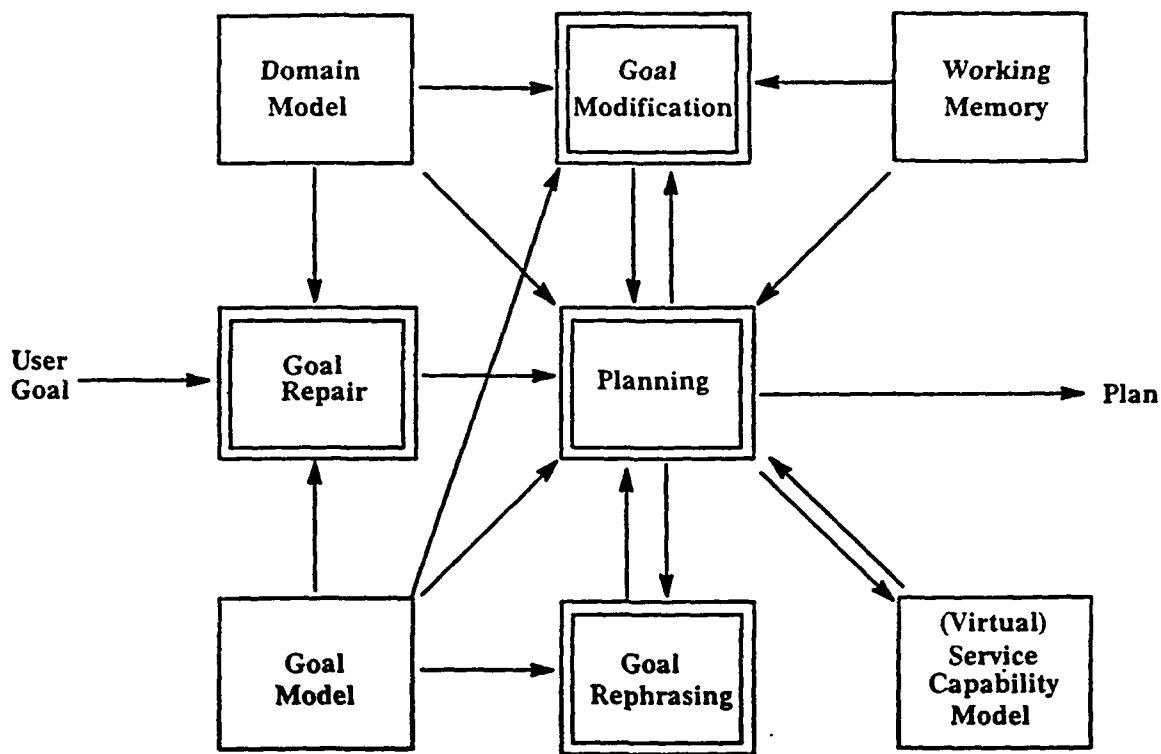 Domain
Model
Goal
Modification
Working
Memory
User
Goal
Goal
Repair
Planning
Plan
Goal
Model
Goal
Rephrasing
(Virtual)
Service
Capability
Model